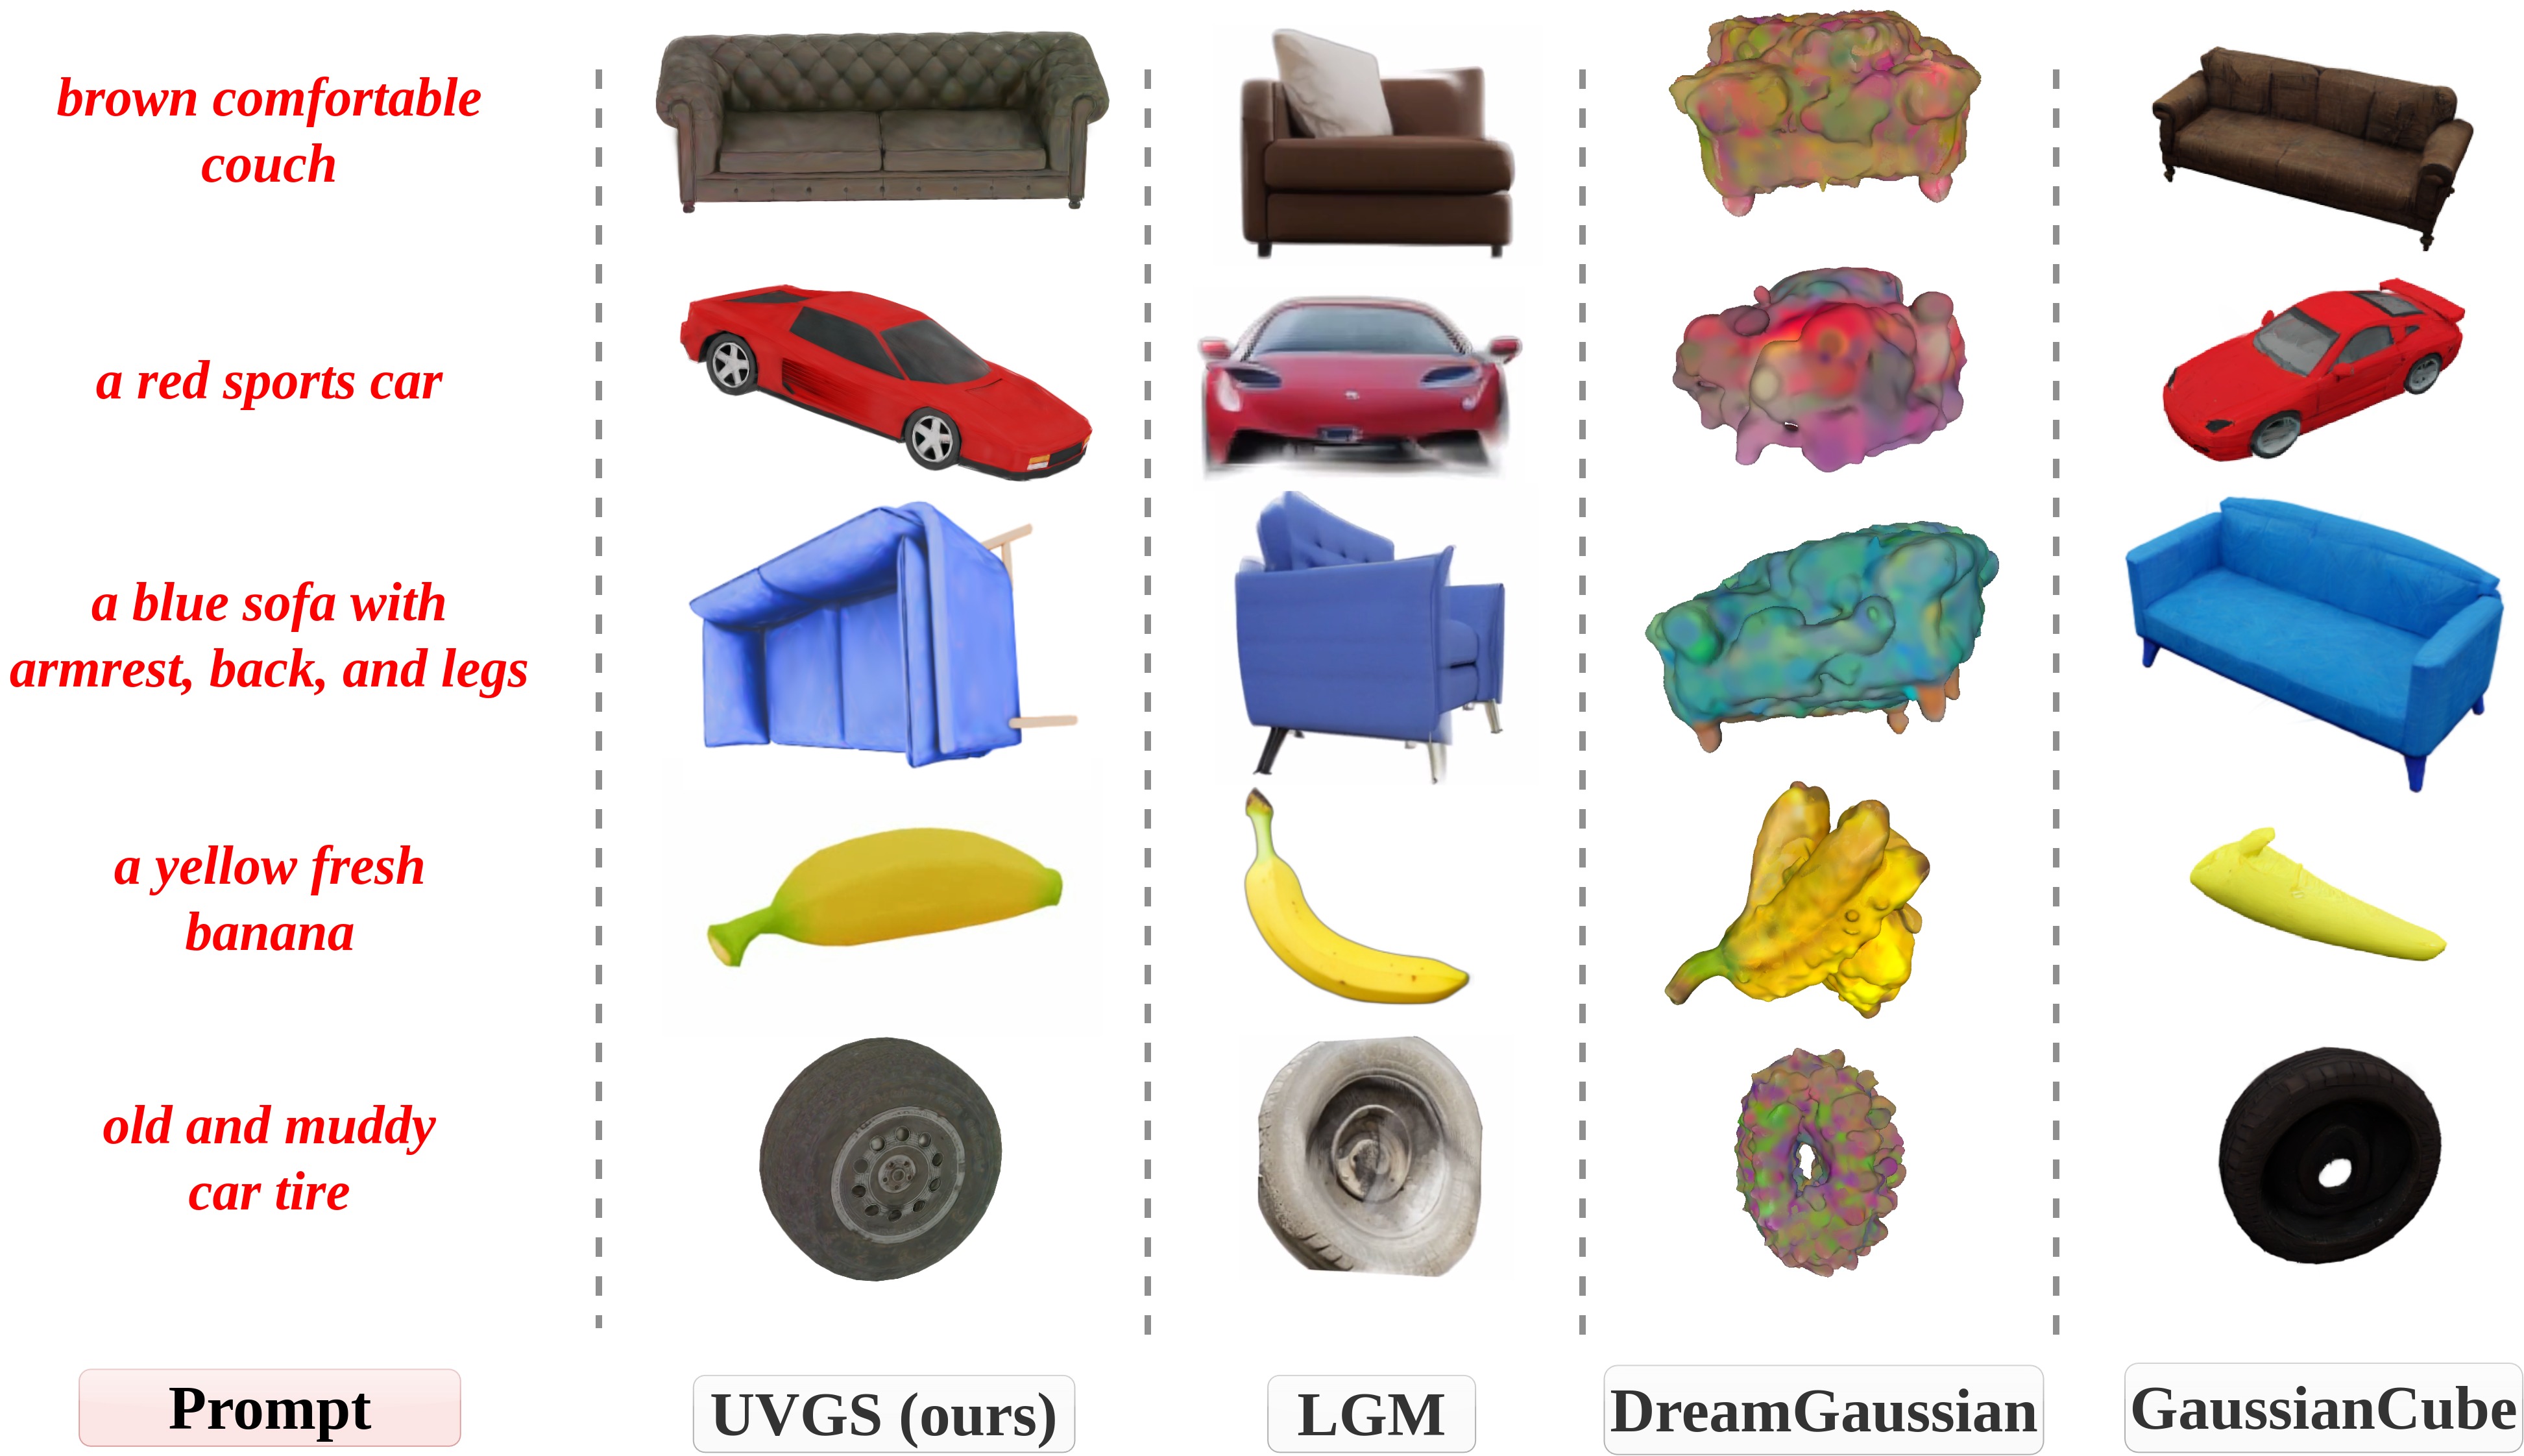 brown comfortable
couch
a red sports car
a blue sofa with
armrest, back, and legs
a yellow fresh
banana
old and muddy
car tire
Prompt
UVGS (ours)
LGM
DreamGaussian
GaussianCube